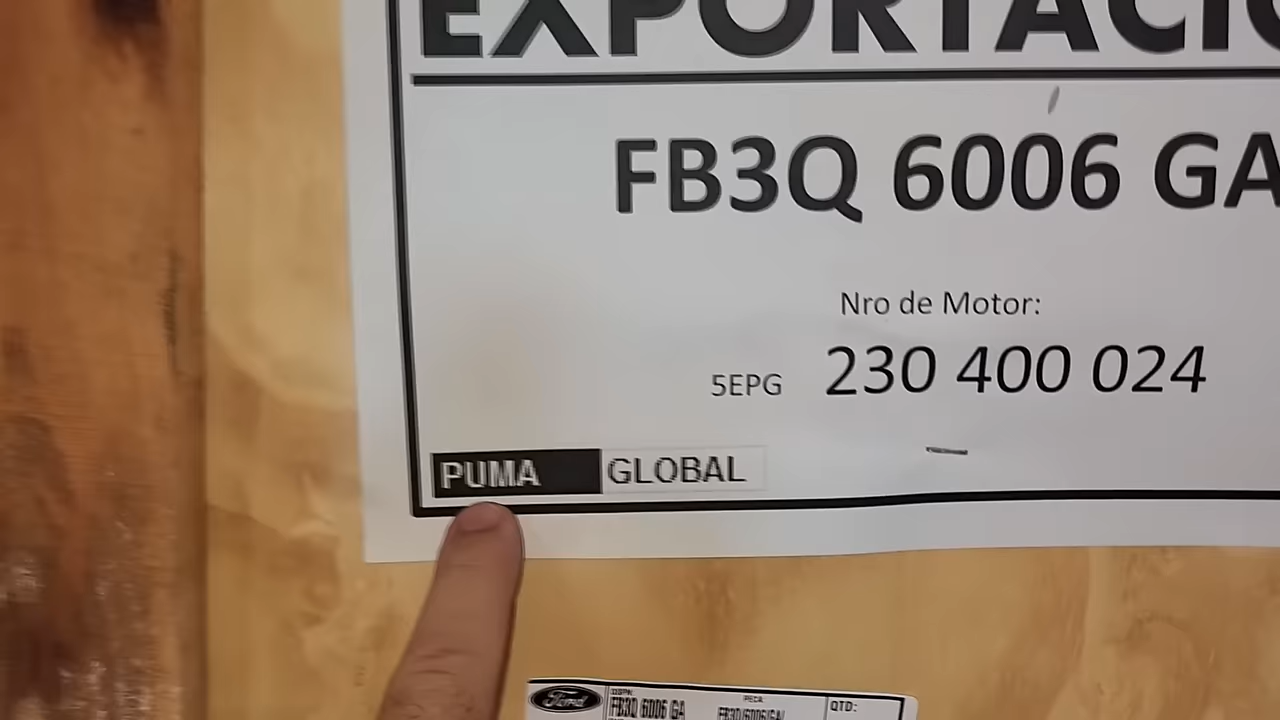 EXPORTACIO
FB3Q 6006 GA
Nro de Motor:
5EPG 230 400 024
PUMA GLOBAL
Ford
PECA
QTD:
FB3Q 6006 GA
FB3Q/6006/GA/